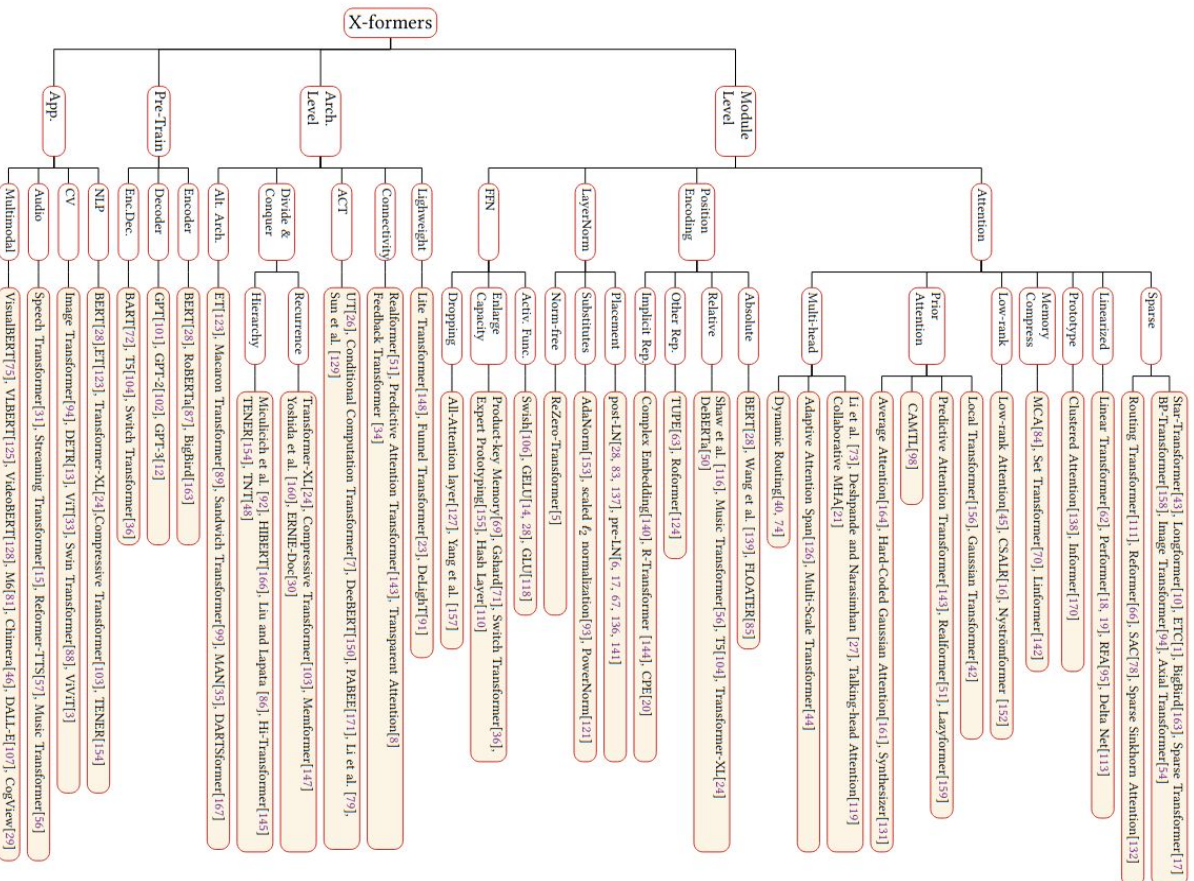 X-formers
Module
Level
Attention
Sparse
Star-Transformer[43], Longformer[10], ETC[1], BigBird[163], Sparse Transformer[17]
BP-Transformer[158], Image Transformer[94], Axial Transformer[54]
Routing Transformer[111], Reformer[66], SAC[78], Sparse Sinkhorn Attention[132]
Linearized
Linear Transformer[62], Performer[18, 19], RFA[95], Delta Net[113]
Prototype
Clustered Attention[138], Informer[170]
Memory
Compress
MCA[84], Set Transformer[70], Linformer[142]
Low-rank
Low-rank Attention[45], CSALR[16], Nyströmformer [152]
Prior
Attention
Local Transformer[156], Gaussian Transformer[42]
Predictive Attention Transformer[143], Realformer[51], Lazyformer[159]
CAMTL[98]
Average Attention[164], Hard-Coded Gaussian Attention[161], Synthesizer[131]
Multi-head
Li et al. [73], Deshpande and Narasimhan [27], Talking-head Attention[119]
Collaborative MHA[21]
Adaptive Attention Span[126], Multi-Scale Transformer[44]
Dynamic Routing[40, 74]
Position
Encoding
Absolute
BERT[28], Wang et al. [139], FLOATER[85]
Relative
Shaw et al. [116], Music Transformer[56], T5[104], Transformer-XL[24]
DeBERTa[50]
Other Rep.
TUPE[63], Roformer[124]
Implicit Rep.
Complex Embedding[140], R-Transformer [144], CPE[20]
LayerNorm
Placement
post-LN[28, 83, 137], pre-LN[6, 17, 67, 136, 141]
Substitutes
AdaNorm[153], scaled ℓ2 normalization[93], PowerNorm[121]
Norm-free
ReZero-Transformer[5]
FFN
Activ. Func.
Swish[106], GELU[14, 28], GLU[118]
Enlarge
Capacity
Product-key Memory[69], Gshard[71], Switch Transformer[36],
Expert Prototyping[155], Hash Layer[110]
Dropping
All-Attention layer[127], Yang et al. [157]
Arch.
Level
Lighweight
Lite Transformer[148], Funnel Transformer[23], DeLighT[91]
Connectivity
Realformer[51], Predictive Attention Transformer[143], Transparent Attention[8]
Feedback Transformer [34]
ACT
UT[26], Conditional Computation Transformer[7], DeeBERT[150], PABEE[171], Li et al. [79],
Sun et al. [129]
Divide &
Conquer
Recurrence
Transformer-XL[24], Compressive Transformer[103], Memformer[147]
Yoshida et al. [160], ERNIE-Doc[30]
Hierarchy
Miculicich et al. [92], HIBERT[166], Liu and Lapata [86], Hi-Transformer[145]
TENER[154], TNT[48]
Alt. Arch.
ET[123], Macaron Transformer[89], Sandwich Transformer[99], MAN[35], DARTSformer[167]
Pre-Train
Encoder
BERT[28], RoBERTa[87], BigBird[163]
Decoder
GPT[101], GPT-2[102], GPT-3[12]
Enc.Dec.
BART[72], T5[104], Switch Transformer[36]
App.
NLP
BERT[28],ET[123], Transformer-XL[24],Compressive Transformer[103], TENER[154]
CV
Image Transformer[94], DETR[13], ViT[33], Swin Transformer[88], ViViT[3]
Audio
Speech Transformer[31], Streaming Transformer[15], Reformer-TTS[57], Music Transformer[56]
Multimodal
VisualBERT[75], VLBERT[125], VideoBERT[128], M6[81], Chimera[46], DALL-E[107], CogView[29]